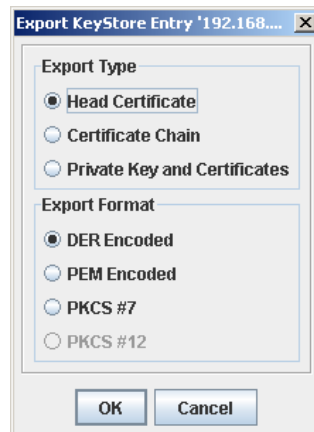 Export KeyStore Entry '192.168....
Export Type
Head Certificate
Certificate Chain
Private Key and Certificates
Export Format
DER Encoded
PEM Encoded
PKCS #7
PKCS #12
OK
Cancel